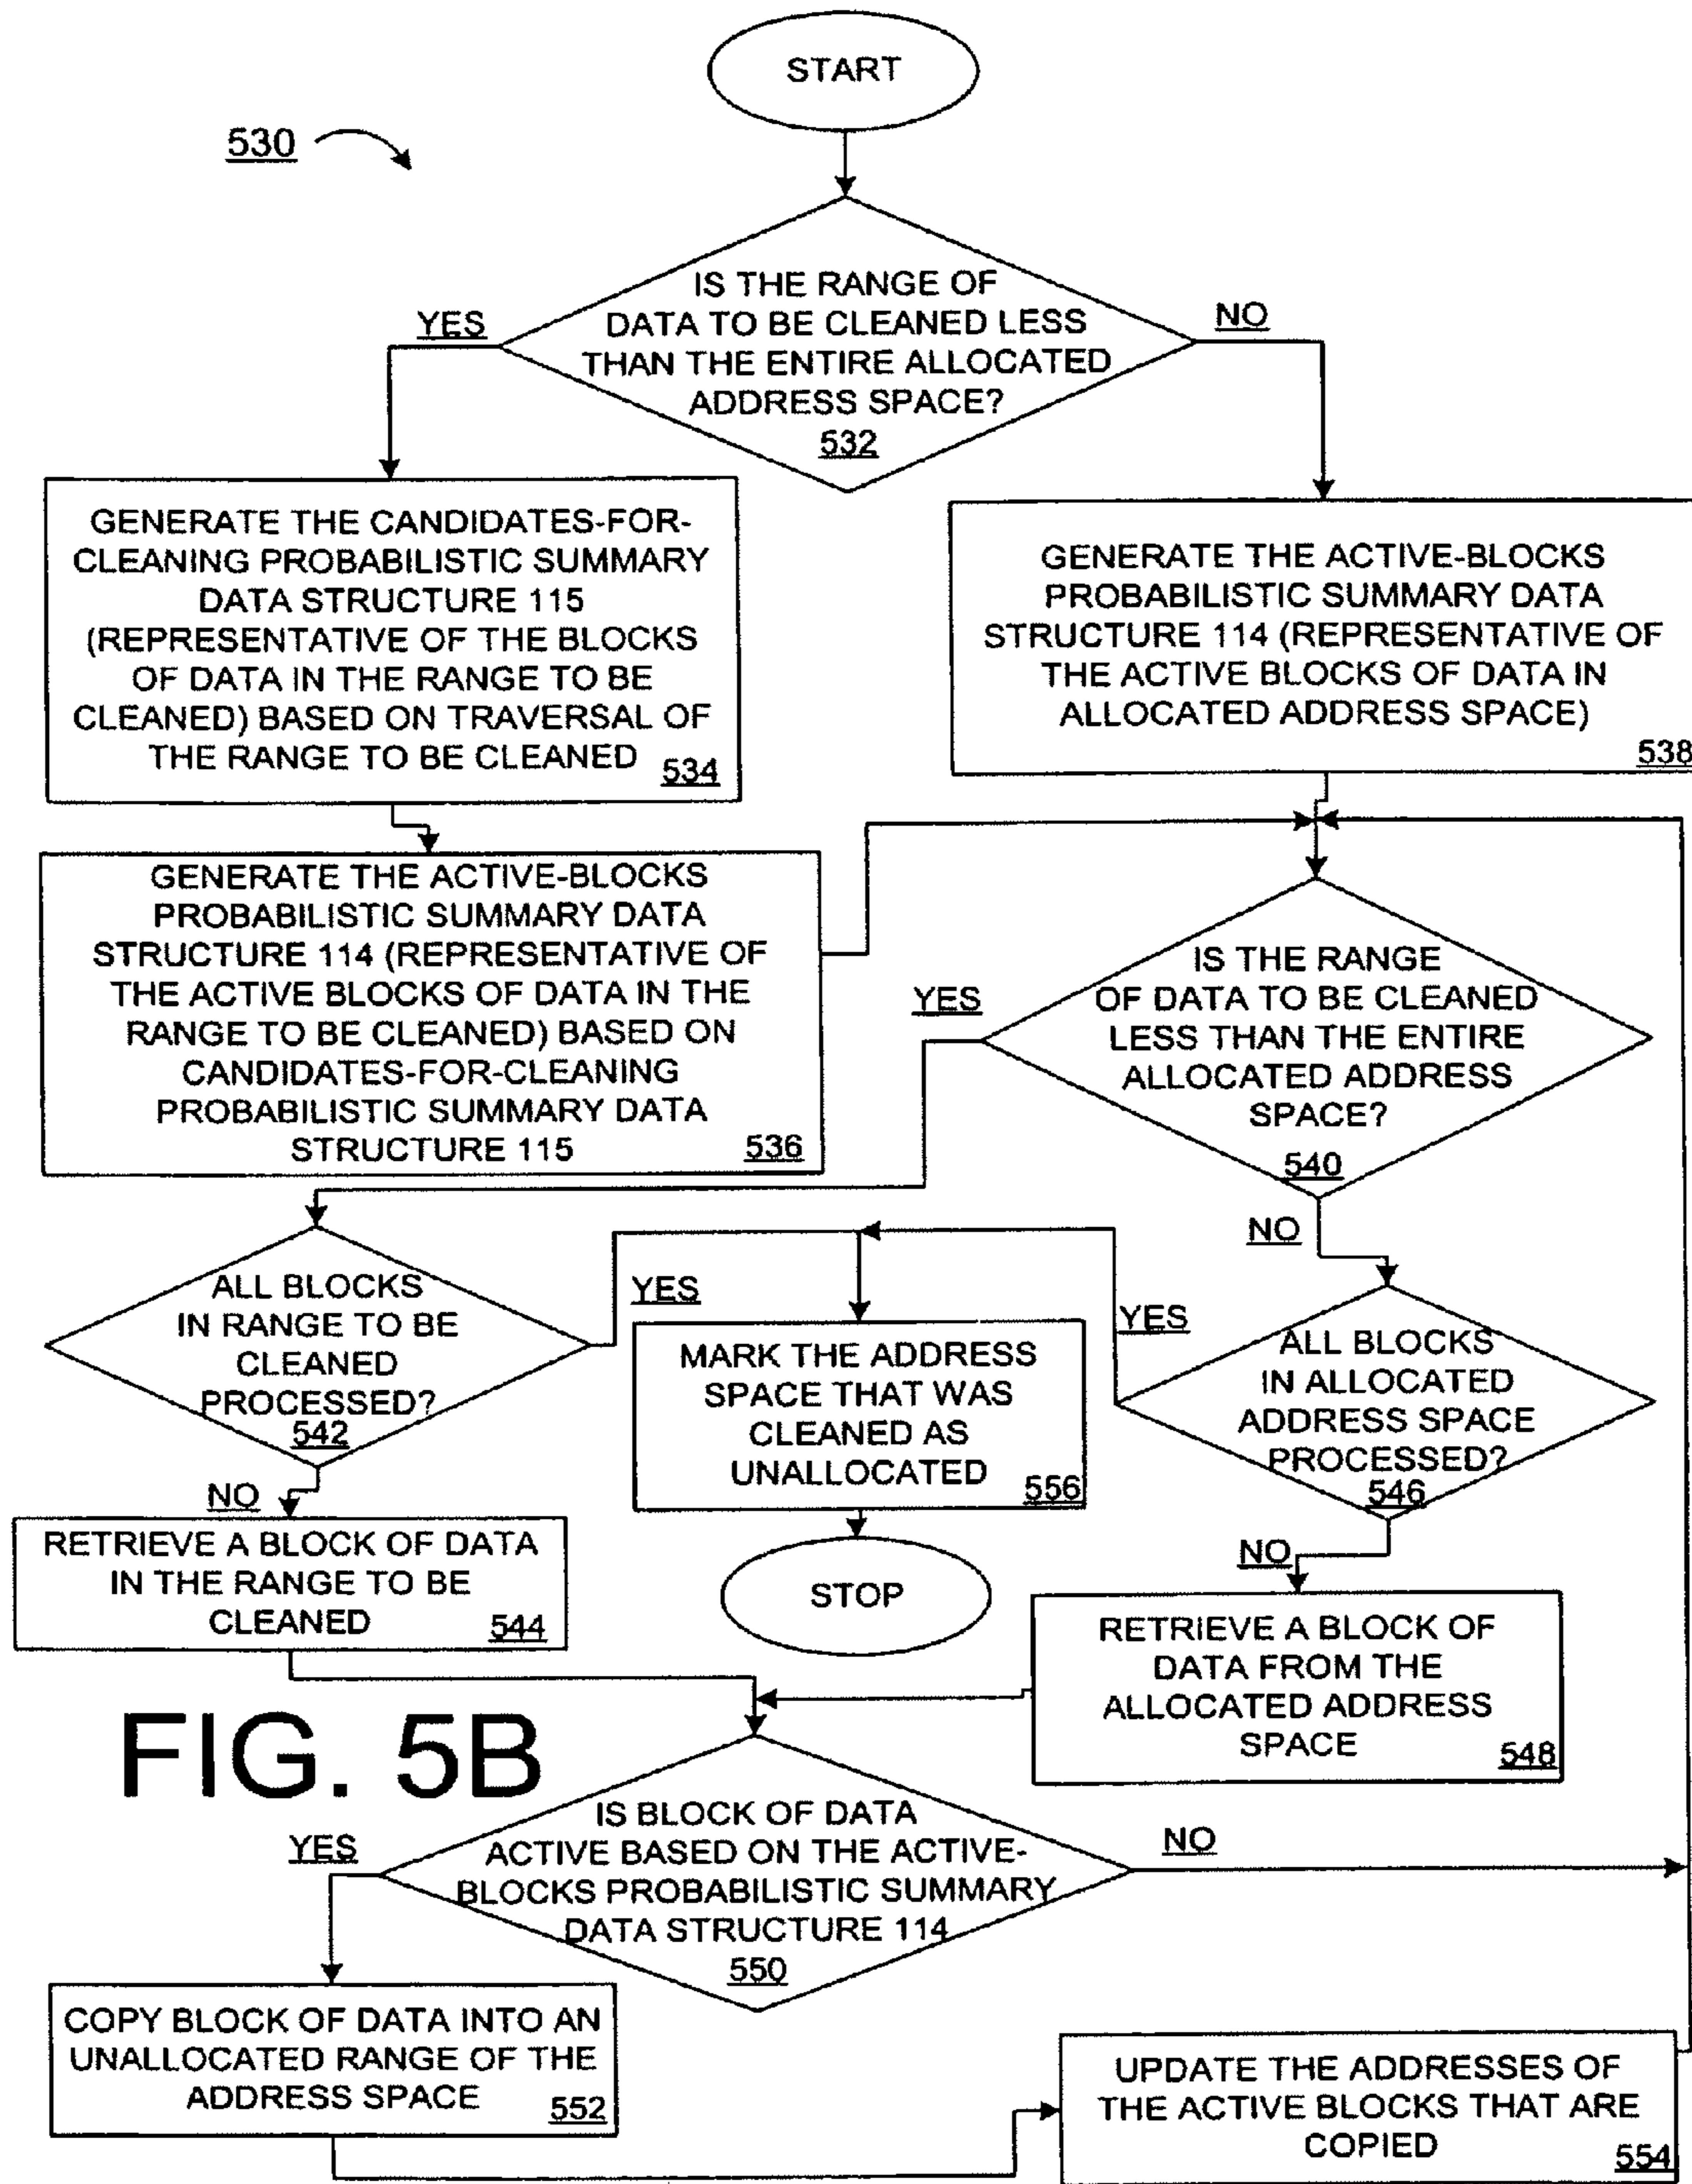 START
530
IS THE RANGE OF
DATA TO BE CLEANED LESS
THAN THE ENTIRE ALLOCATED
ADDRESS SPACE?
532
YES
NO
GENERATE THE CANDIDATES-FOR-
CLEANING PROBABILISTIC SUMMARY
DATA STRUCTURE 115
(REPRESENTATIVE OF THE BLOCKS
OF DATA IN THE RANGE TO BE
CLEANED) BASED ON TRAVERSAL OF
THE RANGE TO BE CLEANED
534
GENERATE THE ACTIVE-BLOCKS
PROBABILISTIC SUMMARY DATA
STRUCTURE 114 (REPRESENTATIVE OF
THE ACTIVE BLOCKS OF DATA IN
ALLOCATED ADDRESS SPACE)
538
GENERATE THE ACTIVE-BLOCKS
PROBABILISTIC SUMMARY DATA
STRUCTURE 114 (REPRESENTATIVE OF
THE ACTIVE BLOCKS OF DATA IN THE
RANGE TO BE CLEANED) BASED ON
CANDIDATES-FOR-CLEANING
PROBABILISTIC SUMMARY DATA
STRUCTURE 115
536
IS THE RANGE
OF DATA TO BE CLEANED
LESS THAN THE ENTIRE
ALLOCATED ADDRESS
SPACE?
540
YES
NO
ALL BLOCKS
IN RANGE TO BE
CLEANED
PROCESSED?
542
YES
NO
MARK THE ADDRESS
SPACE THAT WAS
CLEANED AS
UNALLOCATED
556
YES
ALL BLOCKS
IN ALLOCATED
ADDRESS SPACE
PROCESSED?
546
NO
RETRIEVE A BLOCK OF DATA
IN THE RANGE TO BE
CLEANED
544
STOP
RETRIEVE A BLOCK OF
DATA FROM THE
ALLOCATED ADDRESS
SPACE
548
FIG. 5B
IS BLOCK OF DATA
ACTIVE BASED ON THE ACTIVE-
BLOCKS PROBABILISTIC SUMMARY
DATA STRUCTURE 114
550
YES
NO
COPY BLOCK OF DATA INTO AN
UNALLOCATED RANGE OF THE
ADDRESS SPACE
552
UPDATE THE ADDRESSES OF
THE ACTIVE BLOCKS THAT ARE
COPIED
554